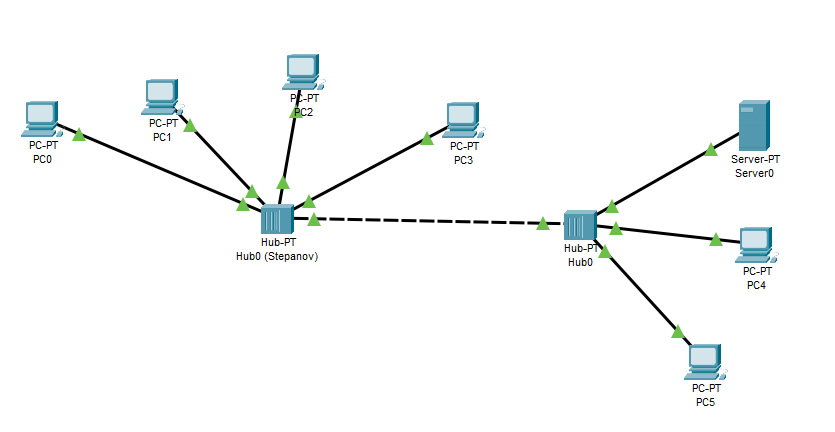 PC-PT
PC0
PC-PT
PC1
PC-PT
PC2
PC-PT
PC3
Hub-PT
Hub0 (Stepanov)
Hub-PT
Hub0
Server-PT
Server0
PC-PT
PC4
PC-PT
PC5